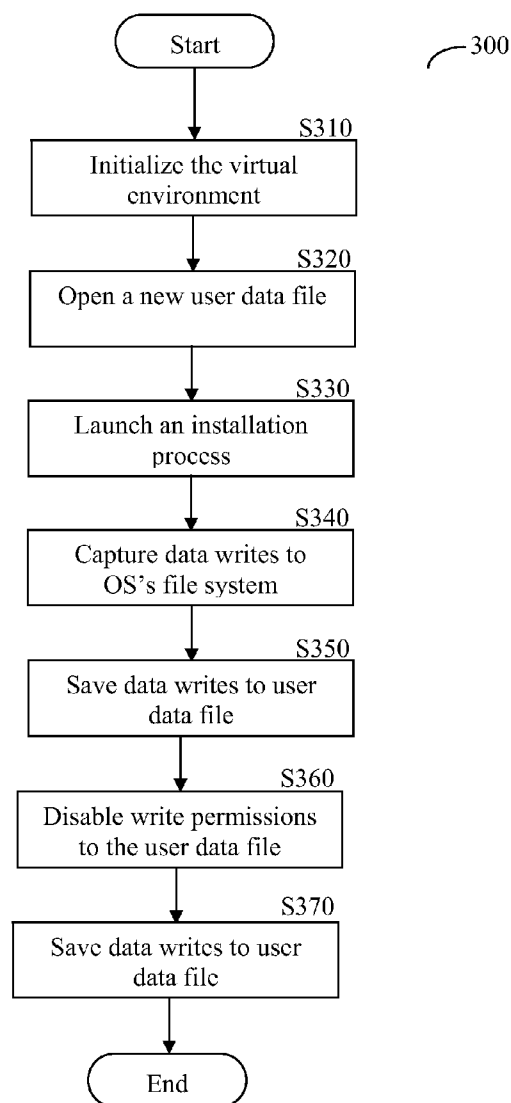 Start
300
S310
Initialize the virtual
environment
S320
Open a new user data file
S330
Launch an installation
process
S340
Capture data writes to
OS's file system
S350
Save data writes to user
data file
S360
Disable write permissions
to the user data file
S370
Save data writes to user
data file
End